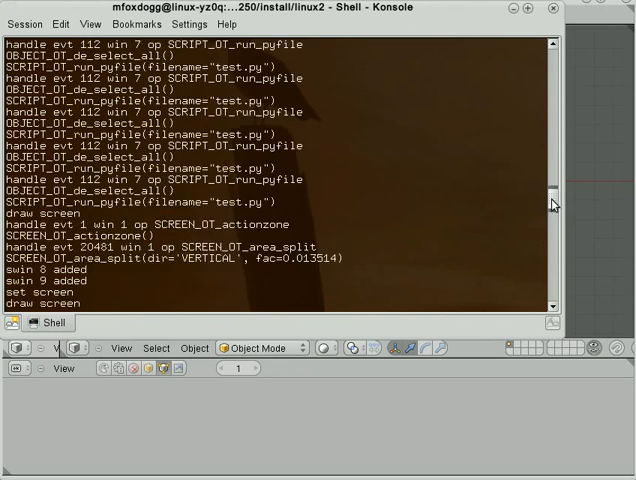 mfoxdogg@linux-yz0q:...250/install/linux2 - Shell - Konsole
Session Edit View Bookmarks Settings Help
handle evt 112 win 7 op SCRIPT_OT_run_pyfile
OBJECT_OT_de_select_all()
SCRIPT_OT_run_pyfile(filename="test.py")
handle evt 112 win 7 op SCRIPT_OT_run_pyfile
OBJECT_OT_de_select_all()
SCRIPT_OT_run_pyfile(filename="test.py")
handle evt 112 win 7 op SCRIPT_OT_run_pyfile
OBJECT_OT_de_select_all()
SCRIPT_OT_run_pyfile(filename="test.py")
handle evt 112 win 7 op SCRIPT_OT_run_pyfile
OBJECT_OT_de_select_all()
SCRIPT_OT_run_pyfile(filename="test.py")
handle evt 112 win 7 op SCRIPT_OT_run_pyfile
OBJECT_OT_de_select_all()
SCRIPT_OT_run_pyfile(filename="test.py")
draw screen
handle evt 1 win 1 op SCREEN_OT_actionzone
SCREEN_OT_actionzone()
handle evt 20481 win 1 op SCREEN_OT_area_split
SCREEN_OT_area_split(dir='VERTICAL', fac=0.013514)
swin 8 added
swin 9 added
set screen
draw screen
Shell
V View Select Object Object Mode
View 1